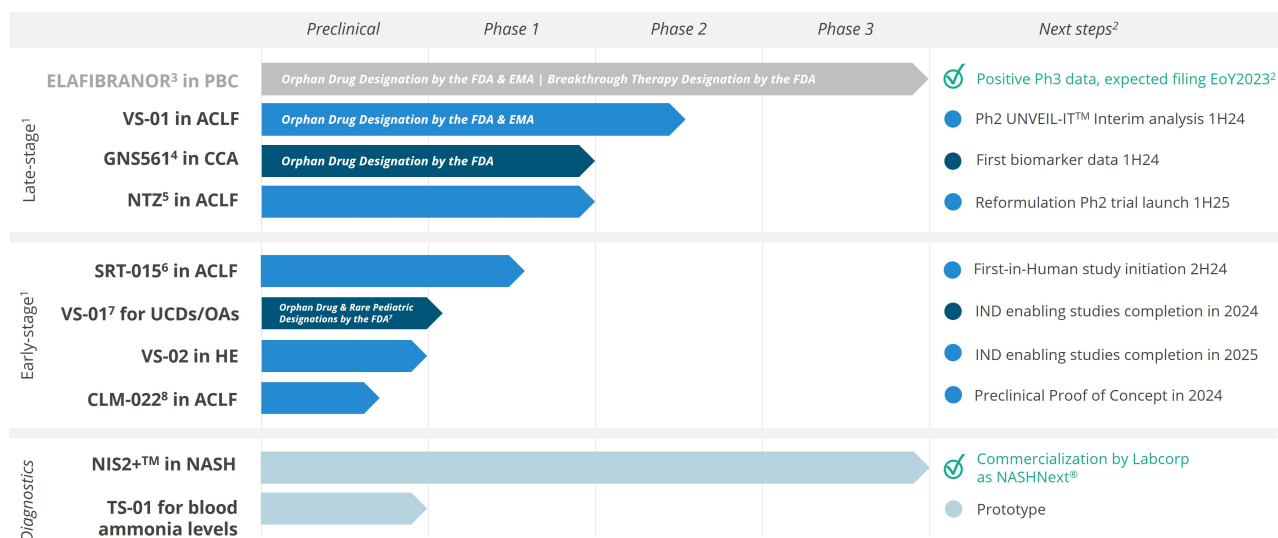 Preclinical Phase 1 Phase 2 Phase 3 Next steps²
Late-stage¹
ELAFIBRANOR³ in PBC Orphan Drug Designation by the FDA & EMA | Breakthrough Therapy Designation by the FDA Positive Ph3 data, expected filing EoY2023²
VS-01 in ACLF Orphan Drug Designation by the FDA & EMA Ph2 UNVEIL-IT™ Interim analysis 1H24
GNS561⁴ in CCA Orphan Drug Designation by the FDA First biomarker data 1H24
NTZ⁵ in ACLF Reformulation Ph2 trial launch 1H25
Early-stage¹
SRT-015⁶ in ACLF First-in-Human study initiation 2H24
VS-01⁷ for UCDs/OAs Orphan Drug & Rare Pediatric
Designations by the FDA⁷ IND enabling studies completion in 2024
VS-02 in HE IND enabling studies completion in 2025
CLM-022⁸ in ACLF Preclinical Proof of Concept in 2024
Diagnostics
NIS2+™ in NASH Commercialization by Labcorp
as NASHNext®
TS-01 for blood
ammonia levels Prototype